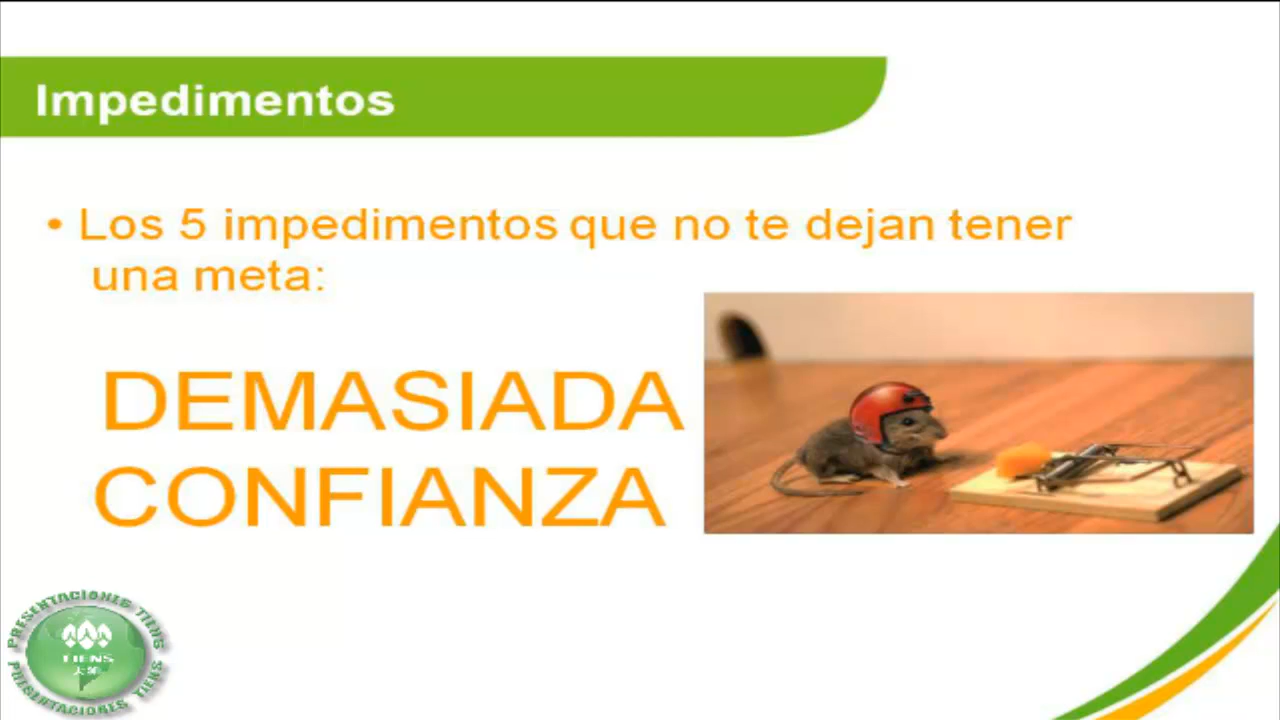 Impedimentos
• Los 5 impedimentos que no te dejan tener
una meta:
DEMASIADA
CONFIANZA
PRESENTACIONES TIENS
TIENS
PRESENTACIONES TIENS